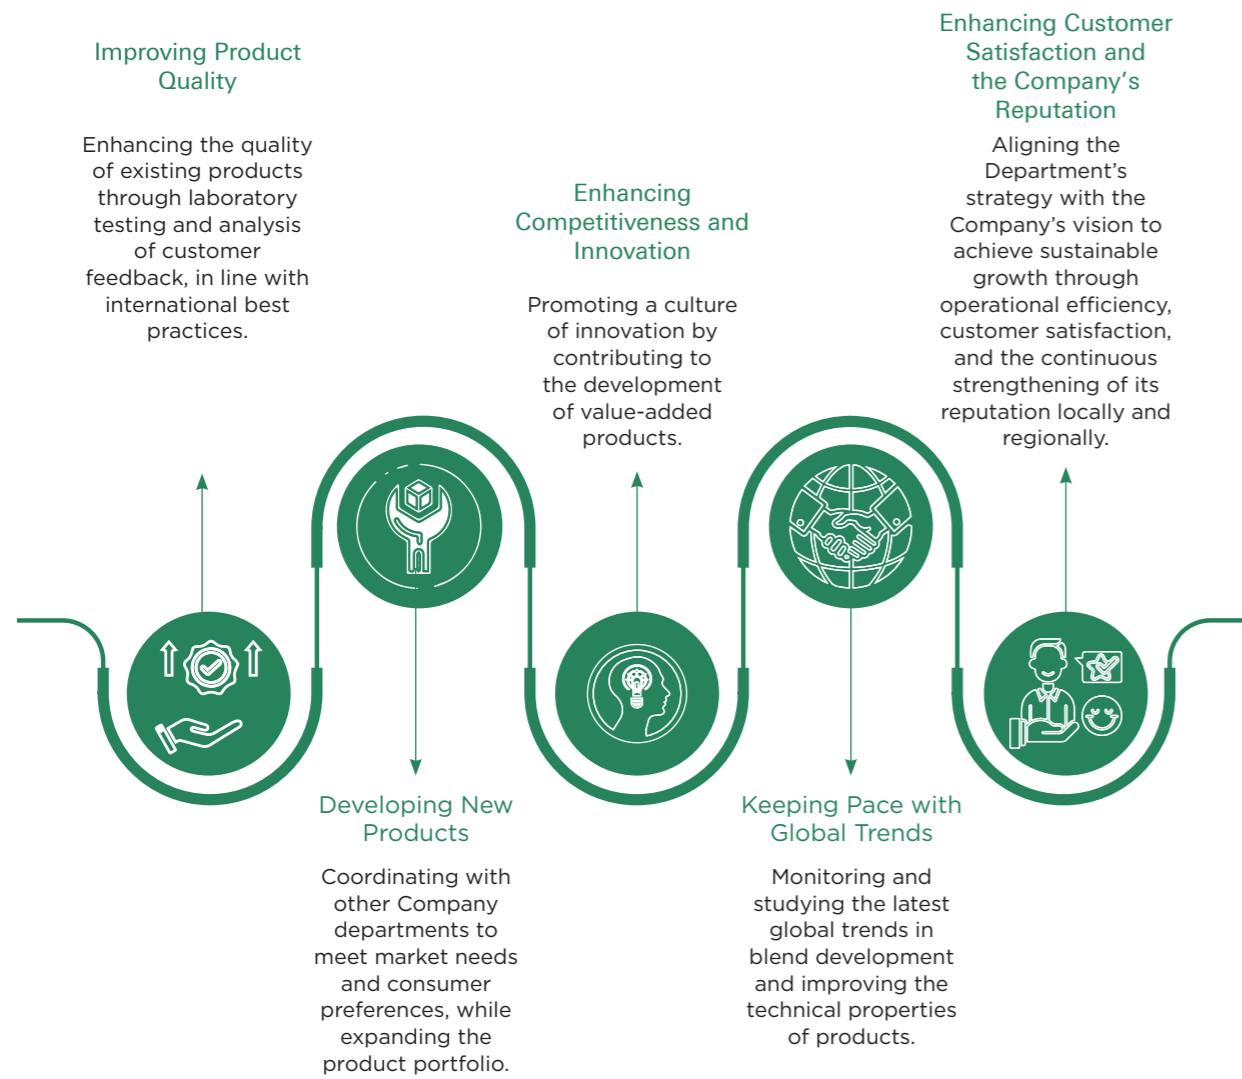 Improving Product
Quality
Enhancing the quality
of existing products
through laboratory
testing and analysis
of customer
feedback, in line with
international best
practices.
Developing New
Products
Coordinating with
other Company
departments to
meet market needs
and consumer
preferences, while
expanding the
product portfolio.
Enhancing
Competitiveness and
Innovation
Promoting a culture
of innovation by
contributing to
the development
of value-added
products.
Keeping Pace with
Global Trends
Monitoring and
studying the latest
global trends in
blend development
and improving the
technical properties
of products.
Enhancing Customer
Satisfaction and
the Company’s
Reputation
Aligning the
Department’s
strategy with the
Company’s vision to
achieve sustainable
growth through
operational efficiency,
customer satisfaction,
and the continuous
strengthening of its
reputation locally and
regionally.